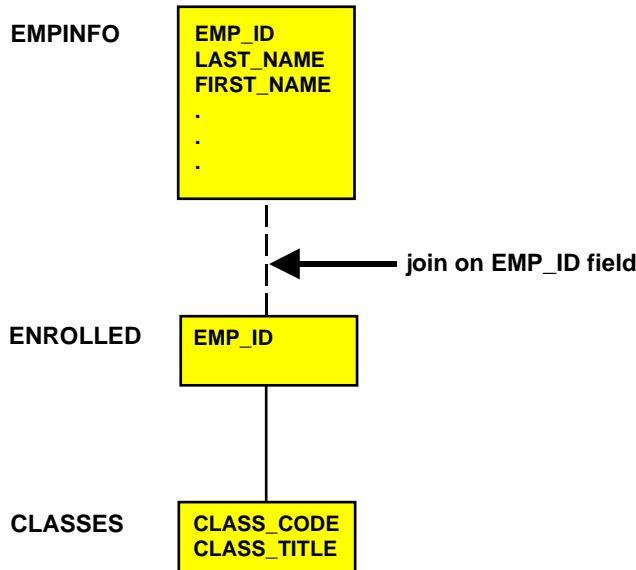 EMPINFO
EMP_ID
LAST_NAME
FIRST_NAME
.
.
.
join on EMP_ID field
ENROLLED
EMP_ID
CLASSES
CLASS_CODE
CLASS_TITLE